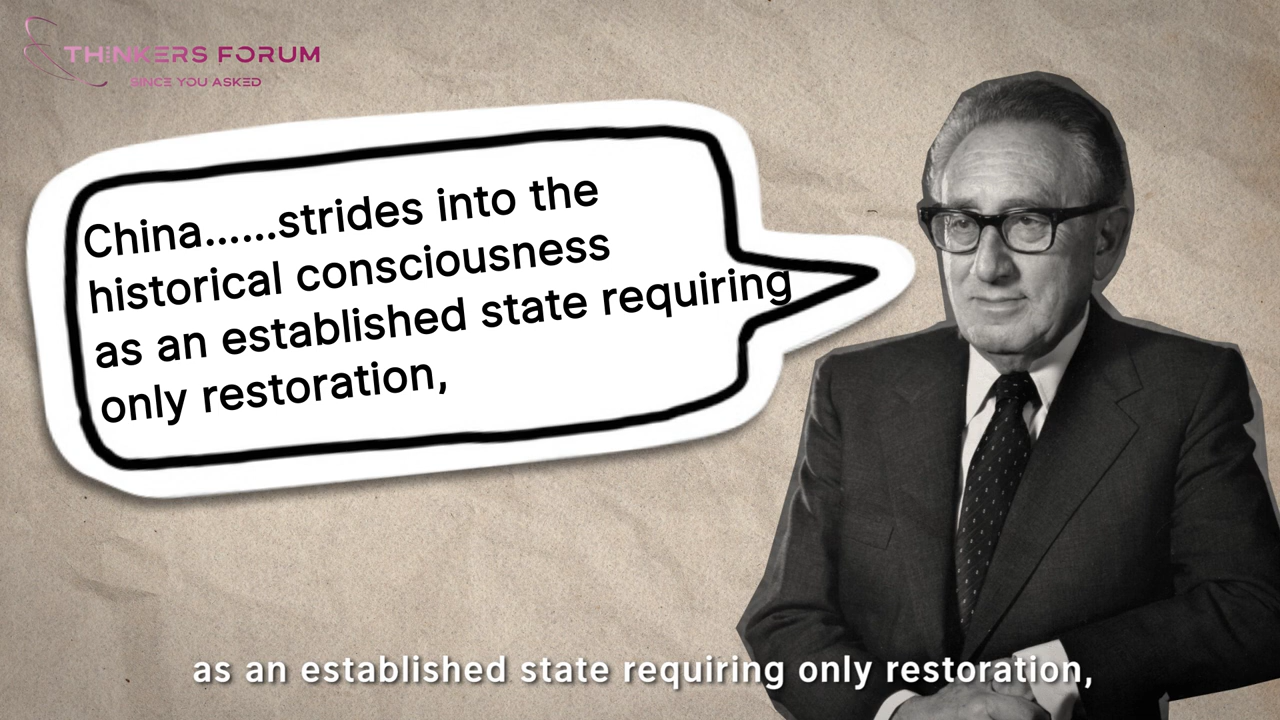 THINKERS FORUM
SINCE YOU ASKED
China......strides into the
historical consciousness
as an established state requiring
only restoration,
as an established state requiring only restoration,